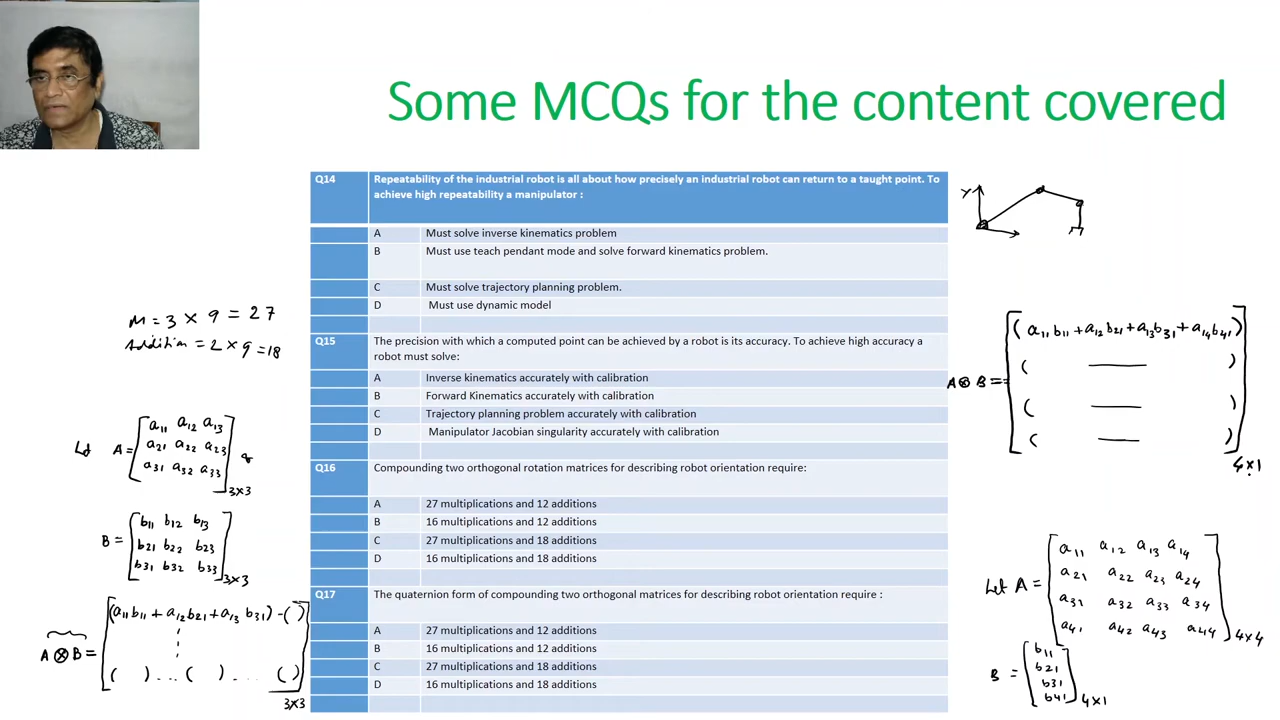 Some MCQs for the content covered
Q14 Repeatability of the industrial robot is all about how precisely an industrial robot can return to a taught point. To
achieve high repeatability a manipulator :
A Must solve inverse kinematics problem
B Must use teach pendant mode and solve forward kinematics problem.
C Must solve trajectory planning problem.
D Must use dynamic model
Q15 The precision with which a computed point can be achieved by a robot is its accuracy. To achieve high accuracy a
robot must solve:
A Inverse kinematics accurately with calibration
B Forward Kinematics accurately with calibration
C Trajectory planning problem accurately with calibration
D Manipulator Jacobian singularity accurately with calibration
Q16 Compounding two orthogonal rotation matrices for describing robot orientation require:
A 27 multiplications and 12 additions
B 16 multiplications and 12 additions
C 27 multiplications and 18 additions
D 16 multiplications and 18 additions
Q17 The quaternion form of compounding two orthogonal matrices for describing robot orientation require :
A 27 multiplications and 12 additions
B 16 multiplications and 12 additions
C 27 multiplications and 18 additions
D 16 multiplications and 18 additions
M = 3 × 9 = 27
Addition = 2 × 9 = 18
Let A =
a11 a12 a13
a21 a22 a23
a31 a32 a33
3×3
B =
b11 b12 b13
b21 b22 b23
b31 b32 b33
3×3
A ⊗ B =
(a11 b11 + a12 b21 + a13 b31) - ( )
( ) ... ( ) ... ( )
3×3
Y
A ⊗ B =
(a11 b11 + a12 b21 + a13 b31 + a14 b41)
( — )
( — )
( — )
4×1
Let A =
a11 a12 a13 a14
a21 a22 a23 a24
a31 a32 a33 a34
a41 a42 a43 a44
4×4
B =
b11
b21
b31
b41
4×1